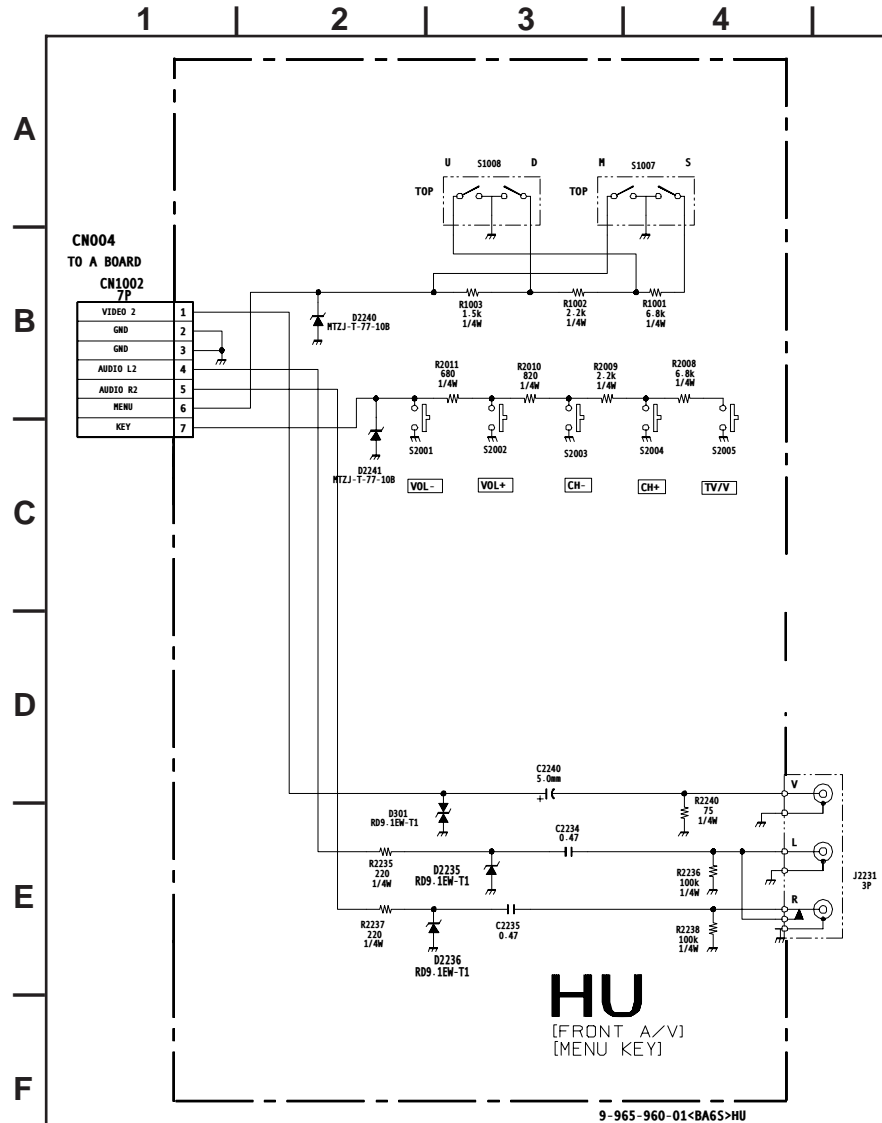 1 2 3 4
A
B
C
D
E
F
U S1008 D
TOP
M S1007 S
TOP
CN004
TO A BOARD
CN1002
7P
VIDEO 2 1
GND 2
GND 3
AUDIO L2 4
AUDIO R2 5
MENU 6
KEY 7
D2240
MTZJ-T-77-10B
R1003
1.5k
1/4W
R1002
2.2k
1/4W
R1001
6.8k
1/4W
R2011
680
1/4W
R2010
820
1/4W
R2009
2.2k
1/4W
R2008
6.8k
1/4W
D2241
MTZJ-T-77-10B
S2001
S2002
S2003
S2004
S2005
VOL-
VOL+
CH-
CH+
TV/V
C2240
5.0mm
+
D301
RD9.1EW-T1
R2240
75
1/4W
V
R2235
220
1/4W
D2235
RD9.1EW-T1
C2234
0.47
R2236
100k
1/4W
L
J2231
3P
R2237
220
1/4W
D2236
RD9.1EW-T1
C2235
0.47
R2238
100k
1/4W
R
HU
[FRONT A/V]
[MENU KEY]
9-965-960-01<BA6S>HU